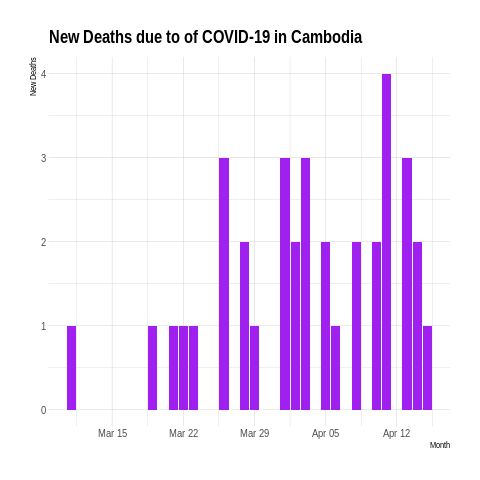 New Deaths due to of COVID-19 in Cambodia
New Deaths
4
3
2
1
0
Mar 15 Mar 22 Mar 29 Apr 05 Apr 12
Month